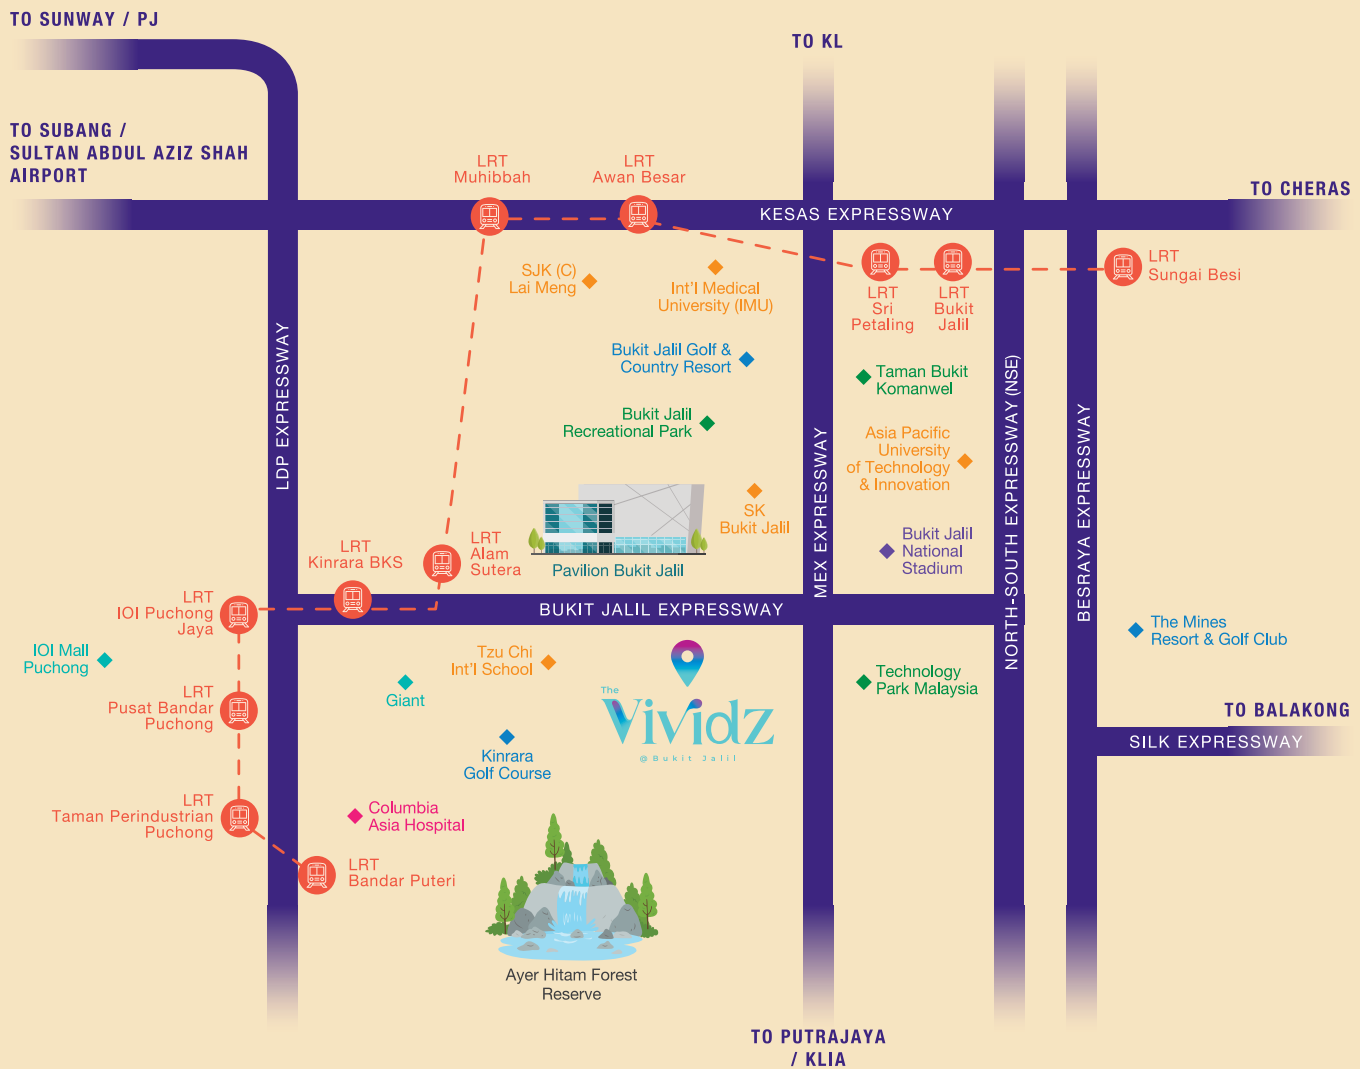 TO SUNWAY / PJ
TO KL
TO SUBANG /
SULTAN ABDUL AZIZ SHAH
AIRPORT
LRT
Muhibbah
LRT
Awan Besar
TO CHERAS
KESAS EXPRESSWAY
SJK (C)
Lai Meng
Int'l Medical
University (IMU)
LRT
Sri
Petaling
LRT
Bukit
Jalil
LRT
Sungai Besi
LDP EXPRESSWAY
Bukit Jalil Golf &
Country Resort
Taman Bukit
Komanwel
Bukit Jalil
Recreational Park
Asia Pacific
University
of Technology
& Innovation
MEX EXPRESSWAY
NORTH-SOUTH EXPRESSWAY (NSE)
BESRAYA EXPRESSWAY
SK
Bukit Jalil
Bukit Jalil
National
Stadium
LRT
Kinrara BKS
LRT
Alam
Sutera
Pavilion Bukit Jalil
BUKIT JALIL EXPRESSWAY
LRT
IOI Puchong
Jaya
The Mines
Resort & Golf Club
IOI Mall
Puchong
Tzu Chi
Int'l School
Giant
Technology
Park Malaysia
LRT
Pusat Bandar
Puchong
The
Vividz
@ Bukit Jalil
TO BALAKONG
SILK EXPRESSWAY
Kinrara
Golf Course
LRT
Taman Perindustrian
Puchong
Columbia
Asia Hospital
LRT
Bandar Puteri
Ayer Hitam Forest
Reserve
TO PUTRAJAYA
/ KLIA